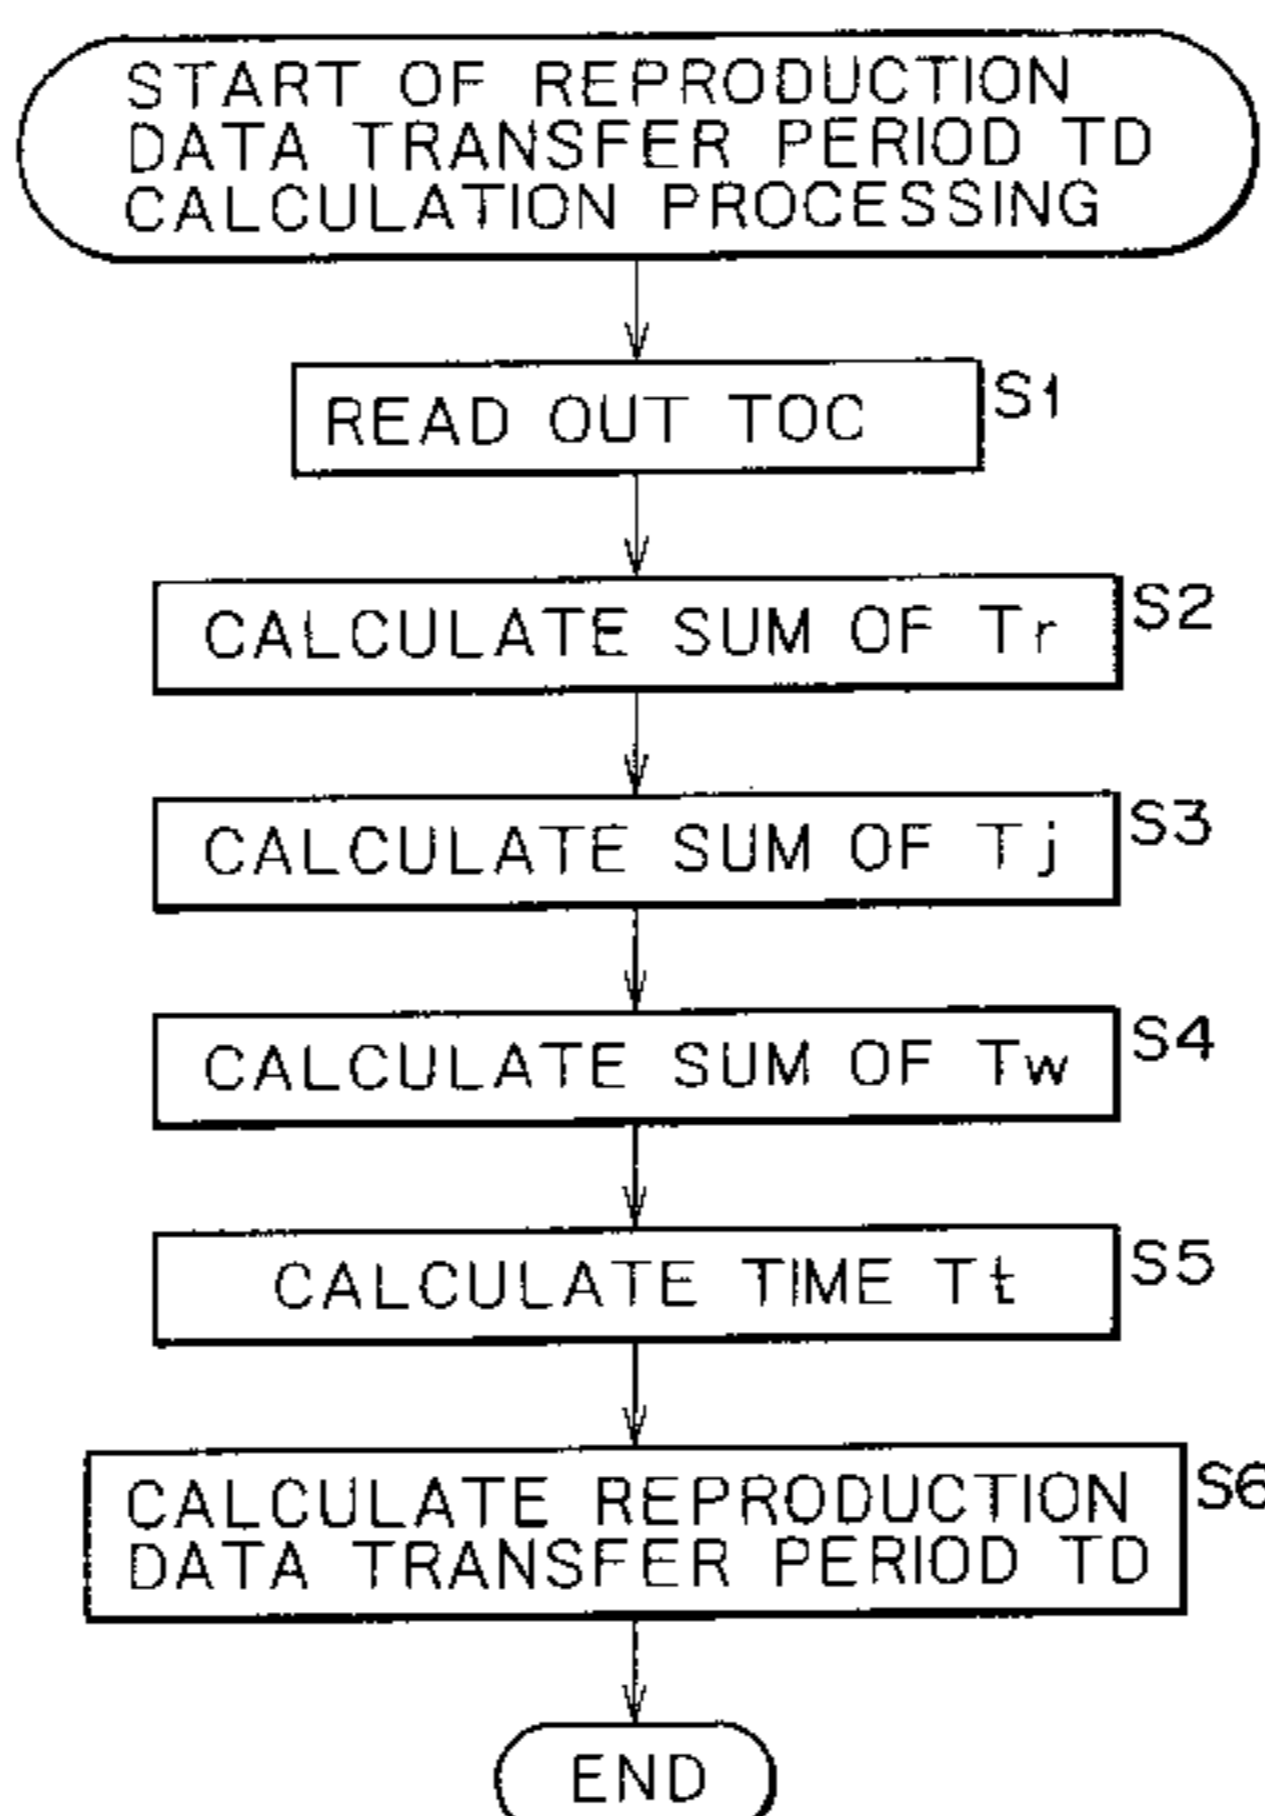 START OF REPRODUCTION
DATA TRANSFER PERIOD TD
CALCULATION PROCESSING
READ OUT TOC
S1
CALCULATE SUM OF Tr
S2
CALCULATE SUM OF Tj
S3
CALCULATE SUM OF Tw
S4
CALCULATE TIME Tt
S5
CALCULATE REPRODUCTION
DATA TRANSFER PERIOD TD
S6
END